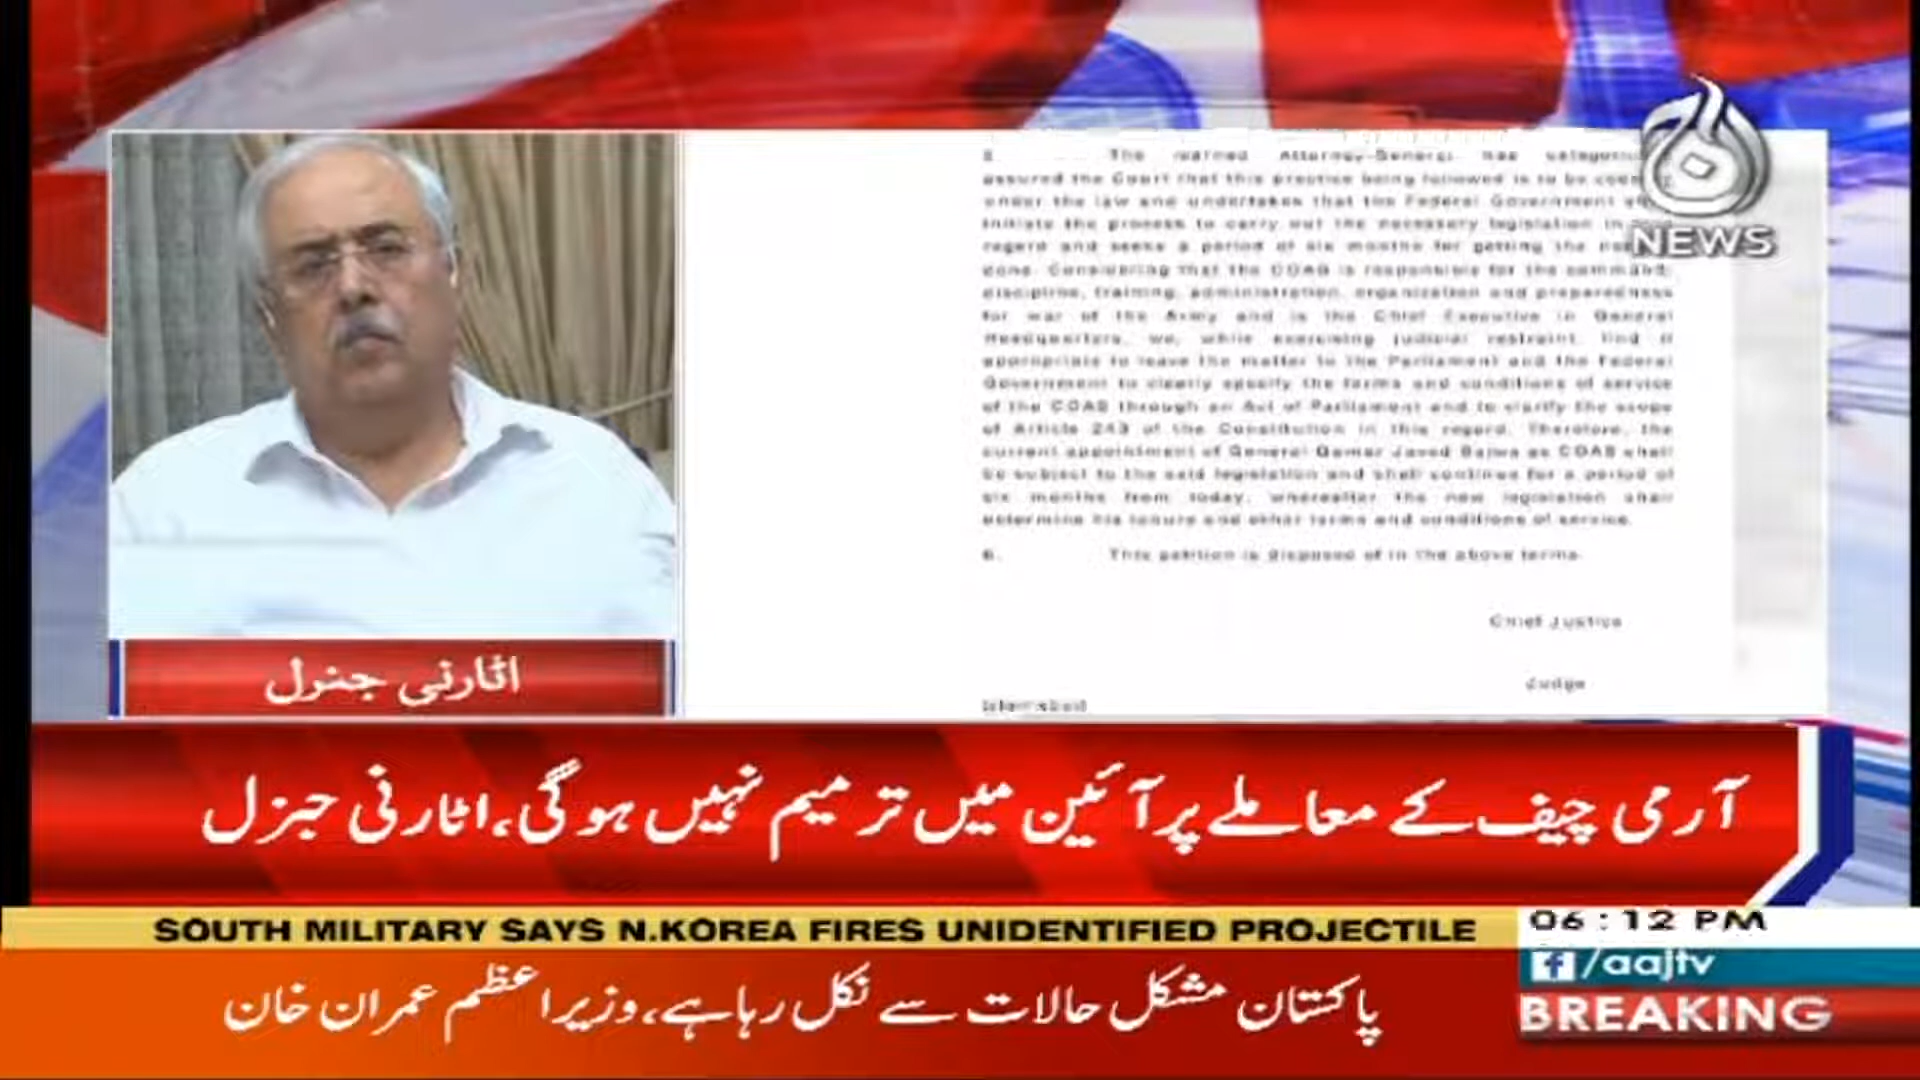 5. The learned Attorney-General has
assured the Court that this practice being followed is to be
under the law and undertakes that the Federal Government
initiate the process to carry out the necessary legislation in
regard and seeks a period of six months for getting the
done. Considering that the COAS is responsible for the command,
discipline, training, administration, organization and preparedness
for war of the Army and is the Chief Executive in General
Headquarters, we, while exercising judicial restraint, find it
appropriate to leave the matter to the Parliament and the Federal
Government to clearly specify the terms and conditions of service
of the COAS through an Act of Parliament and to clarify the scope
of Article 243 of the Constitution in this regard. Therefore, the
current appointment of General Qamar Javed Bajwa as COAS shall
be subject to the said legislation and shall continue for a period of
six months from today, whereafter the new legislation shall
determine his tenure and other terms and conditions of service.
6. This petition is disposed of in the above terms.
Chief Justice
Judge
Islamabad
NEWS
اٹارنی جنرل
آرمی چیف کے معاملے پر آئین میں ترمیم نہیں ہوگی، اٹارنی جنرل
SOUTH MILITARY SAYS N.KOREA FIRES UNIDENTIFIED PROJECTILE
06:12 PM
f/aajtv
پاکستان مشکل حالات سے نکل رہا ہے، وزیراعظم عمران خان
BREAKING